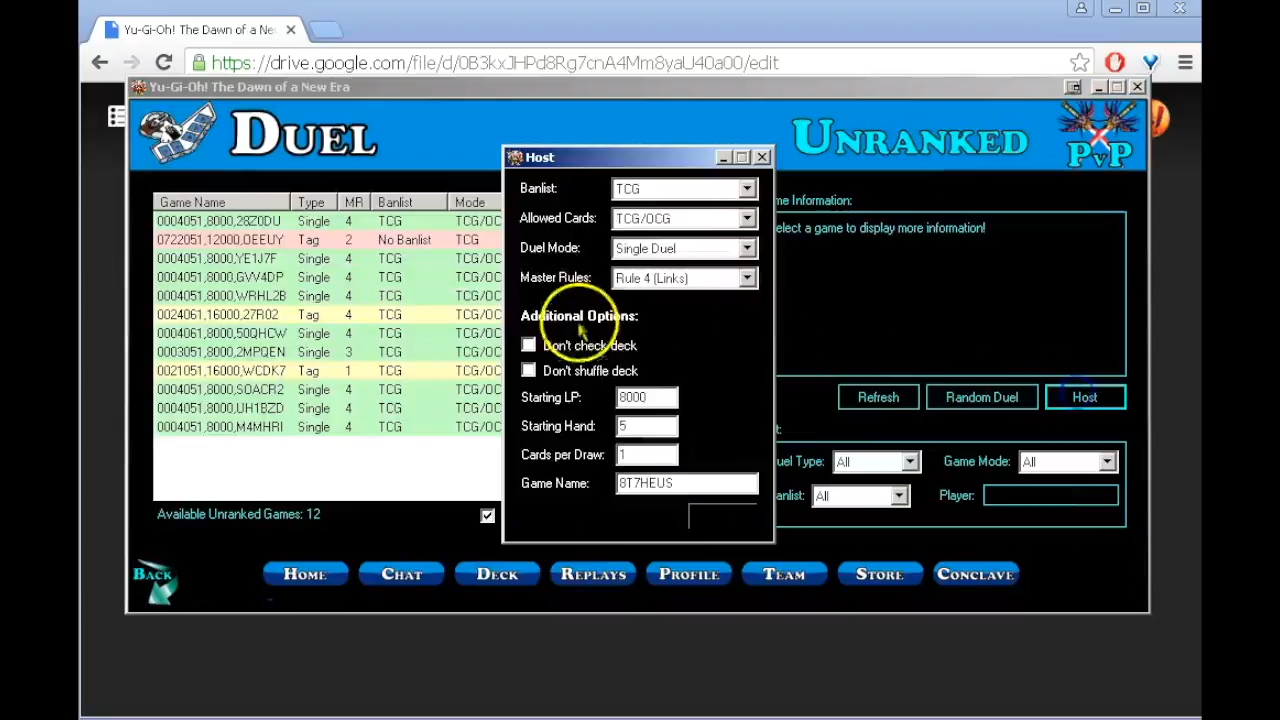 Yu-Gi-Oh! The Dawn of a Ne
https://drive.google.com/file/d/0B3kxJHPd8Rg7cnA4Mm8yaU40a00/edit
Yu-Gi-Oh! The Dawn of a New Era
DUEL
UNRANKED
PVP
Game Name Type MR Banlist Mode
0004051,8000,28Z0DU Single 4 TCG TCG/OC
0722051,12000,OEEUY Tag 2 No Banlist TCG
0004051,8000,YE1J7F Single 4 TCG TCG/OC
0004051,8000,GVV4DP Single 4 TCG TCG/OC
0004051,8000,WRHL2B Single 4 TCG TCG/OC
0024061,16000,27R02 Tag 4 TCG TCG/OC
0004061,8000,50QHCW Single 4 TCG TCG/OC
0003051,8000,2MPQEN Single 3 TCG TCG/OC
0021051,16000,WCDK7 Tag 1 TCG TCG/OC
0004051,8000,SOACR2 Single 4 TCG TCG/OC
0004051,8000,UH1BZD Single 4 TCG TCG/OC
0004051,8000,M4MHRI Single 4 TCG TCG/OC
Available Unranked Games: 12
Host
Banlist: TCG
Allowed Cards: TCG/OCG
Duel Mode: Single Duel
Master Rules: Rule 4 (Links)
Additional Options:
Don't check deck
Don't shuffle deck
Starting LP: 8000
Starting Hand: 5
Cards per Draw: 1
Game Name: 8T7HEUS
me Information:
elect a game to display more information!
Refresh Random Duel Host
t:
uel Type: All Game Mode: All
anlist: All Player:
BACK HOME CHAT DECK REPLAYS PROFILE TEAM STORE CONCLAVE